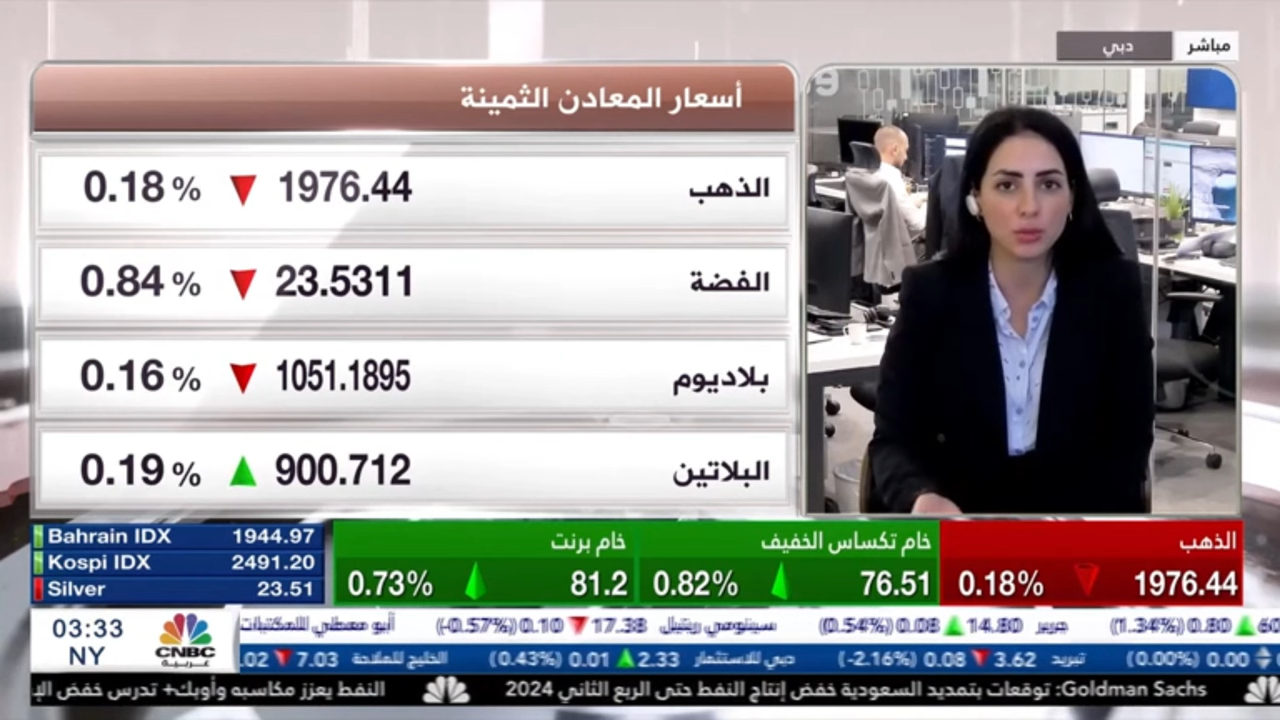 مباشر دبي
أسعار المعادن الثمينة
الذهب 1976.44 ▼ 0.18 %
الفضة 23.5311 ▼ 0.84 %
بلاديوم 1051.1895 ▼ 0.16 %
البلاتين 900.712 ▲ 0.19 %
Bahrain IDX 1944.97
Kospi IDX 2491.20
Silver 23.51
الذهب
1976.44 ▼ 0.18%
خام تكساس الخفيف
76.51 ▲ 0.82%
خام برنت
81.2 ▲ 0.73%
03:33
NY
CNBC
عربية
60 ▲ 0.80 (1.34%) جرير 14.80 ▲ 0.08 (0.54%) سينومي ريتيل 17.38 ▼ 0.10 (-0.57%)
0.00 (0.00%) تبريد 3.62 ▼ 0.08 (-2.16%) دبي للاستثمار 2.33 ▲ 0.01 (0.43%) الخليج للملاحة 7.03 ▼ .02
Goldman Sachs: توقعات بتمديد السعودية خفض إنتاج النفط حتى الربع الثاني 2024 النفط يعزز مكاسبه وأوبك+ تدرس خفض الإ